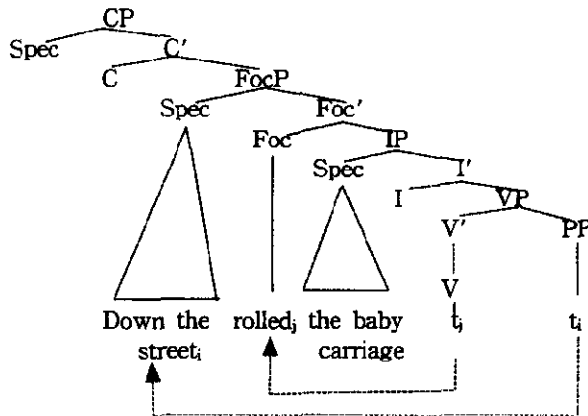 CP
Spec C'
C FocP
Spec Foc'
Foc IP
Spec I'
I VP
V' PP
V
Down the rolledⱼ the baby tⱼ tᵢ
streetᵢ carriage